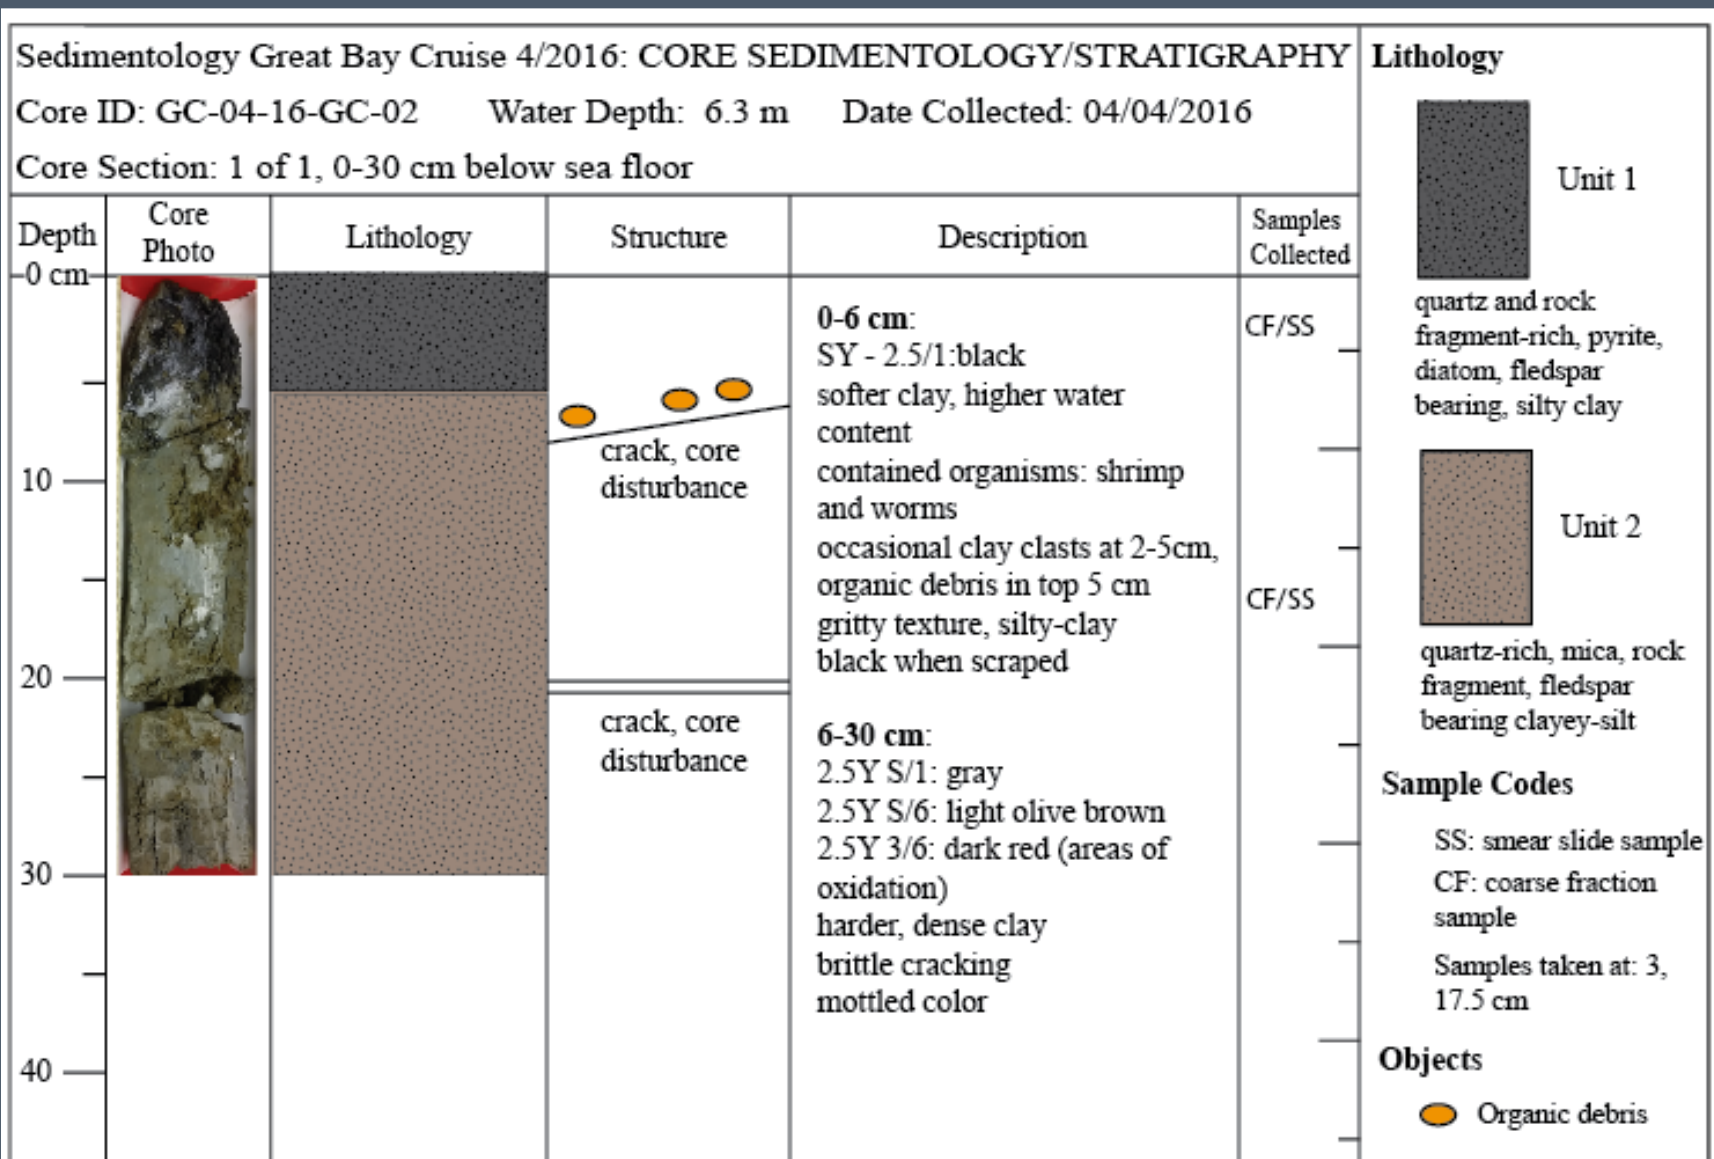 Sedimentology Great Bay Cruise 4/2016: CORE SEDIMENTOLOGY/STRATIGRAPHY
Core ID: GC-04-16-GC-02 Water Depth: 6.3 m Date Collected: 04/04/2016
Core Section: 1 of 1, 0-30 cm below sea floor
Depth
Core
Photo
Lithology
Structure
Description
Samples
Collected
0 cm
10
20
30
40
crack, core
disturbance
crack, core
disturbance
0-6 cm:
SY - 2.5/1:black
softer clay, higher water
content
contained organisms: shrimp
and worms
occasional clay clasts at 2-5cm,
organic debris in top 5 cm
gritty texture, silty-clay
black when scraped
6-30 cm:
2.5Y S/1: gray
2.5Y S/6: light olive brown
2.5Y 3/6: dark red (areas of
oxidation)
harder, dense clay
brittle cracking
mottled color
CF/SS
CF/SS
Lithology
Unit 1
quartz and rock
fragment-rich, pyrite,
diatom, fledspar
bearing, silty clay
Unit 2
quartz-rich, mica, rock
fragment, fledspar
bearing clayey-silt
Sample Codes
SS: smear slide sample
CF: coarse fraction
sample
Samples taken at: 3,
17.5 cm
Objects
Organic debris